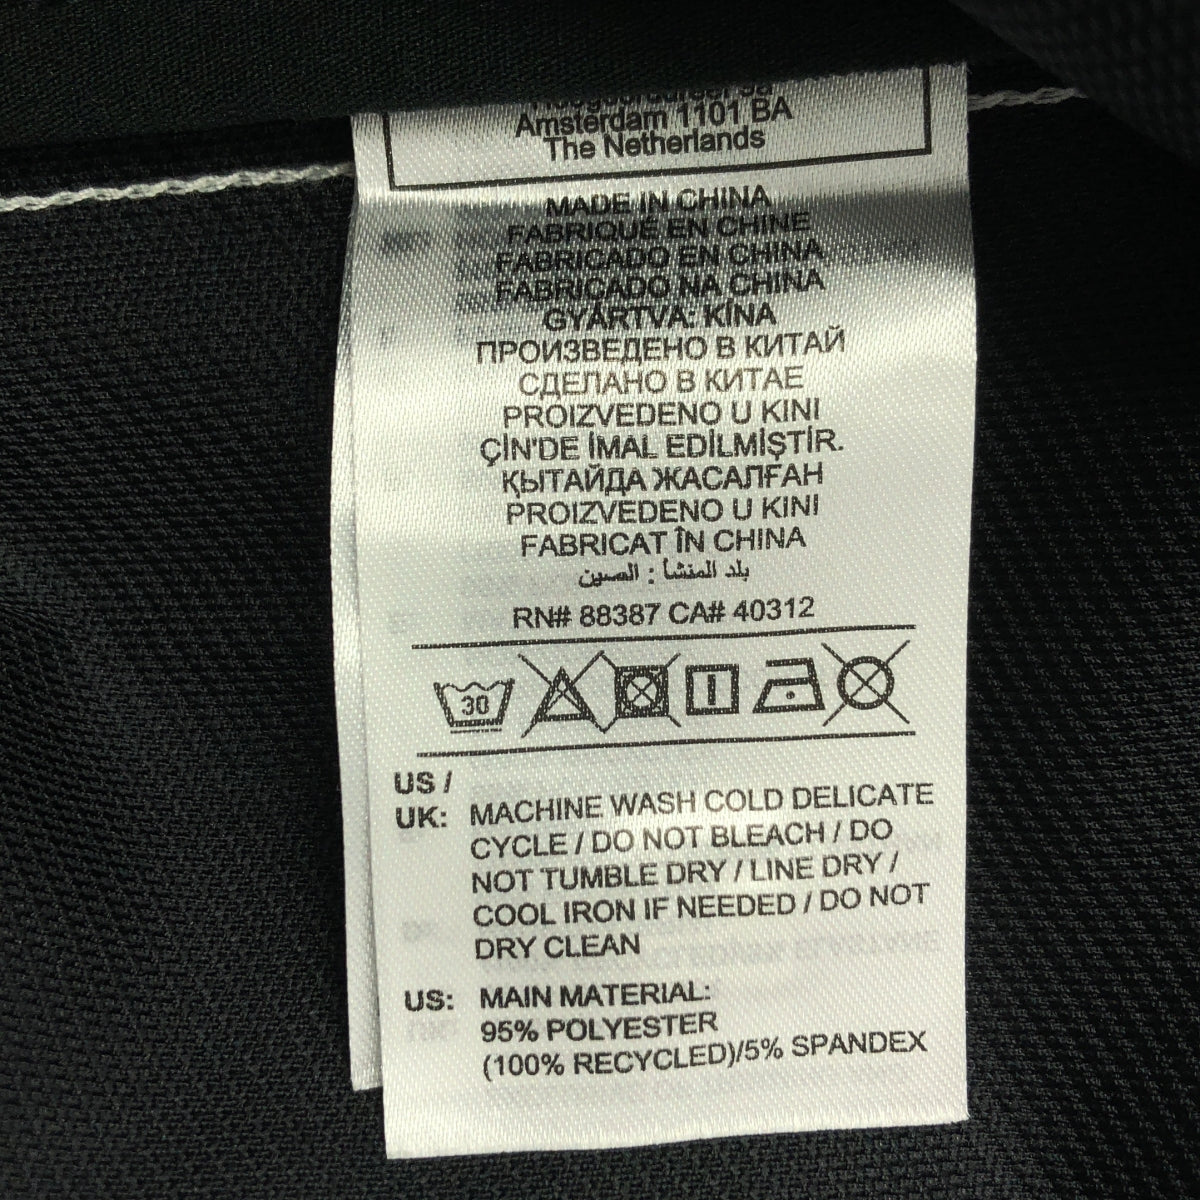 Amsterdam 1101 BA
The Netherlands
MADE IN CHINA
FABRIQUÉ EN CHINE
FABRICADO EN CHINA
FABRICADO NA CHINA
GYÁRTVA: KÍNA
ПРОИЗВЕДЕНО В КИТАЙ
СДЕЛАНО В КИТАЕ
PROIZVEDENO U KINI
ÇİN'DE İMAL EDİLMİŞTİR.
ҚЫТАЙДА ЖАСАЛҒАН
PROIZVEDENO U KINI
FABRICAT ÎN CHINA
بلد المنشأ : الصين
RN# 88387 CA# 40312
30
US /
UK: MACHINE WASH COLD DELICATE
CYCLE / DO NOT BLEACH / DO
NOT TUMBLE DRY / LINE DRY /
COOL IRON IF NEEDED / DO NOT
DRY CLEAN
US: MAIN MATERIAL:
95% POLYESTER
(100% RECYCLED)/5% SPANDEX